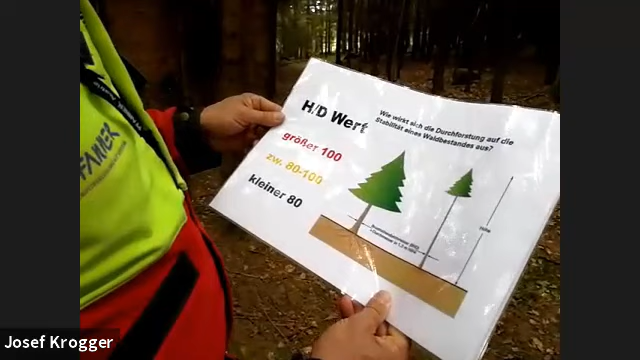 H/D Wert
größer 100
zw. 80-100
kleiner 80
Wie wirkt sich die Durchforstung auf die
Stabilität eines Waldbestandes aus?
Höhe
PFANNER
Josef Krogger